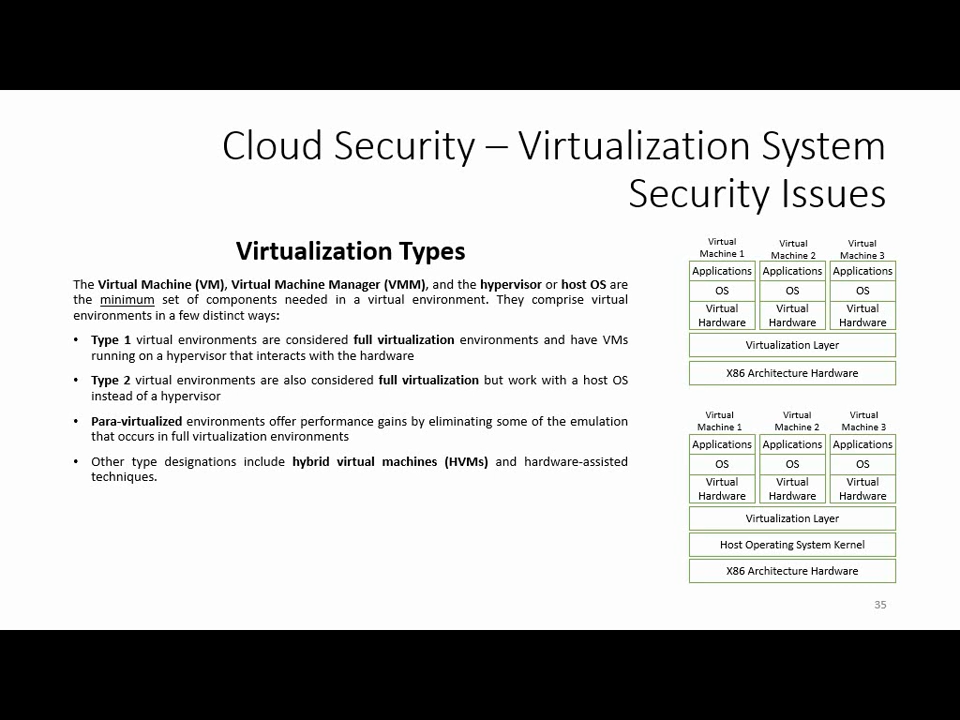 Cloud Security – Virtualization System
Security Issues
Virtualization Types
The Virtual Machine (VM), Virtual Machine Manager (VMM), and the hypervisor or host OS are
the minimum set of components needed in a virtual environment. They comprise virtual
environments in a few distinct ways:
• Type 1 virtual environments are considered full virtualization environments and have VMs
running on a hypervisor that interacts with the hardware
• Type 2 virtual environments are also considered full virtualization but work with a host OS
instead of a hypervisor
• Para-virtualized environments offer performance gains by eliminating some of the emulation
that occurs in full virtualization environments
• Other type designations include hybrid virtual machines (HVMs) and hardware-assisted
techniques.
Virtual Virtual Virtual
Machine 1 Machine 2 Machine 3
Applications Applications Applications
OS OS OS
Virtual Virtual Virtual
Hardware Hardware Hardware
Virtualization Layer
X86 Architecture Hardware
Virtual Virtual Virtual
Machine 1 Machine 2 Machine 3
Applications Applications Applications
OS OS OS
Virtual Virtual Virtual
Hardware Hardware Hardware
Virtualization Layer
Host Operating System Kernel
X86 Architecture Hardware
35